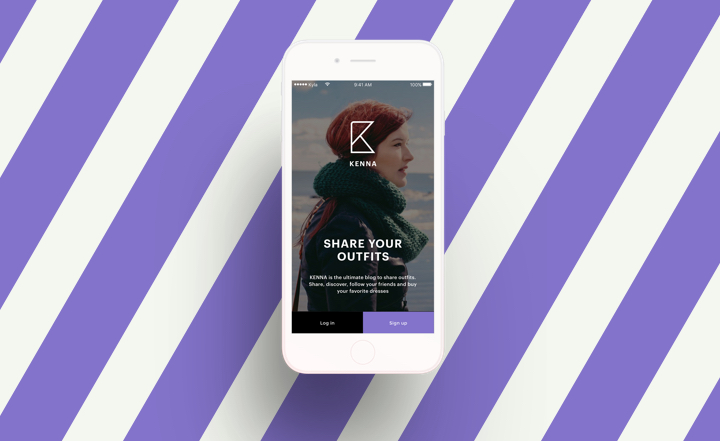 Kyla 9:41 AM 100%
KENNA
SHARE YOUR
OUTFITS
KENNA is the ultimate blog to share outfits.
Share, discover, follow your friends and buy
your favorite dresses
Log in Sign up